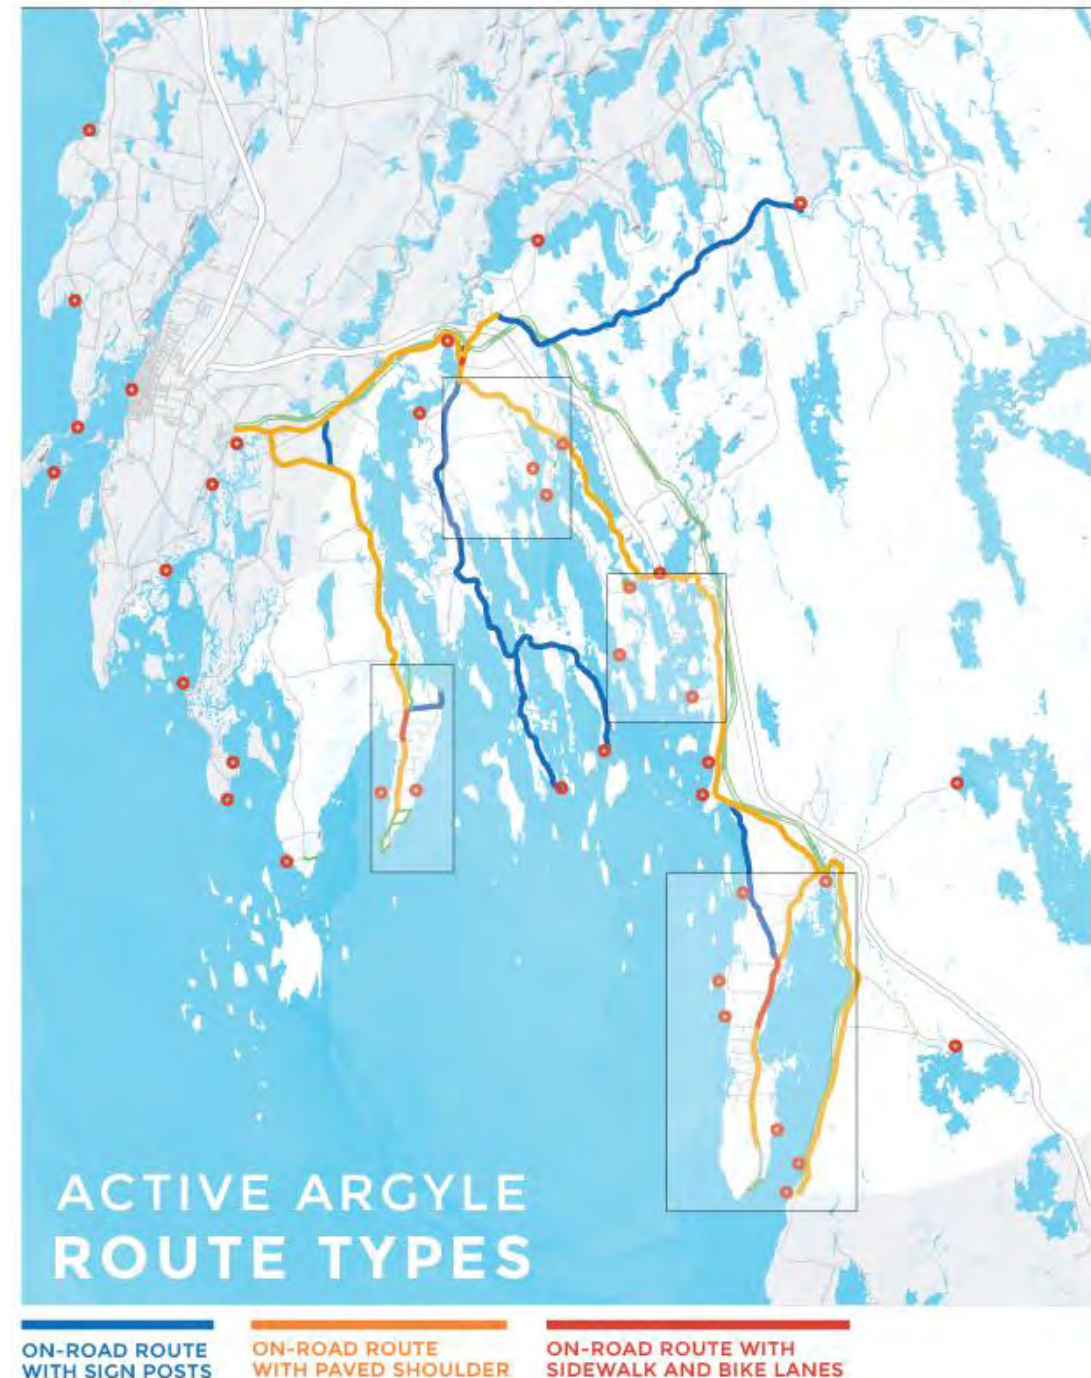 ACTIVE ARGYLE
ROUTE TYPES
ON-ROAD ROUTE
WITH SIGN POSTS
ON-ROAD ROUTE
WITH PAVED SHOULDER
ON-ROAD ROUTE WITH
SIDEWALK AND BIKE LANES